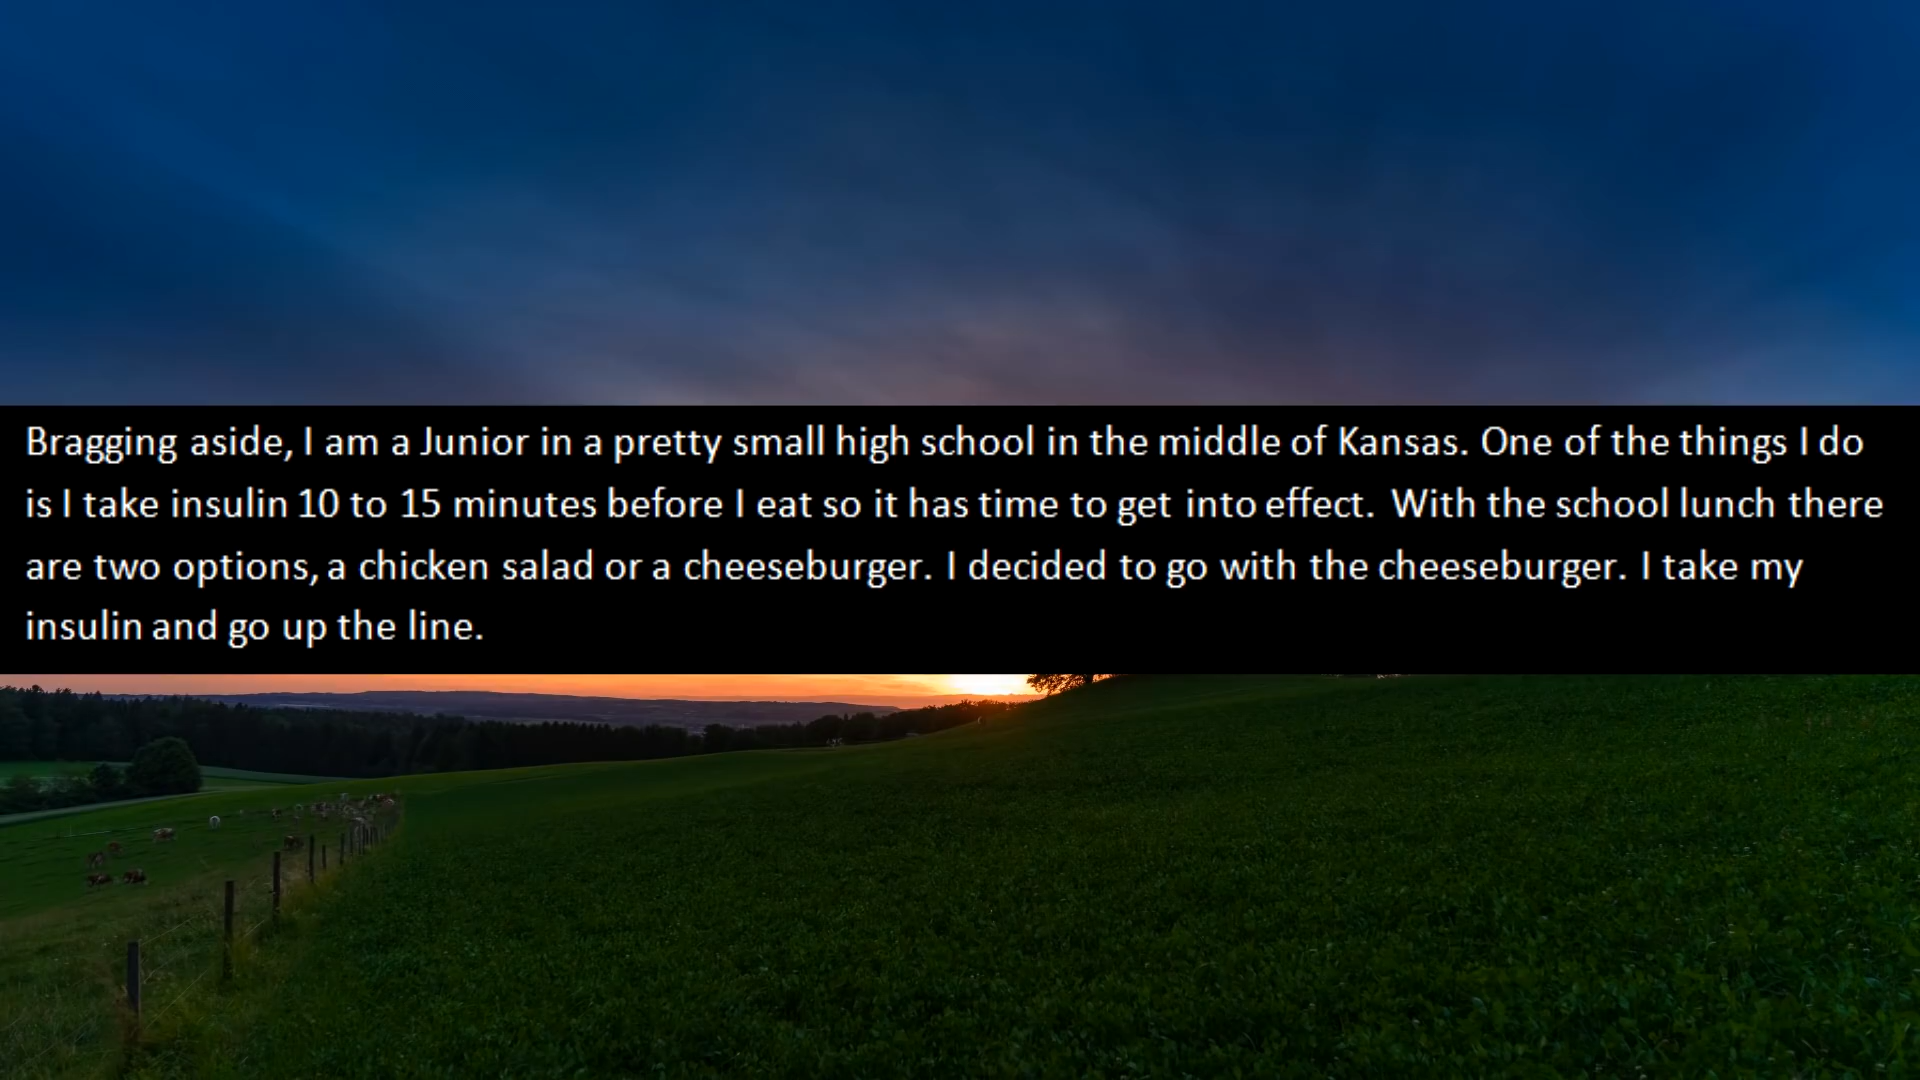 Bragging aside, I am a Junior in a pretty small high school in the middle of Kansas. One of the things I do
is I take insulin 10 to 15 minutes before I eat so it has time to get into effect. With the school lunch there
are two options, a chicken salad or a cheeseburger. I decided to go with the cheeseburger. I take my
insulin and go up the line.